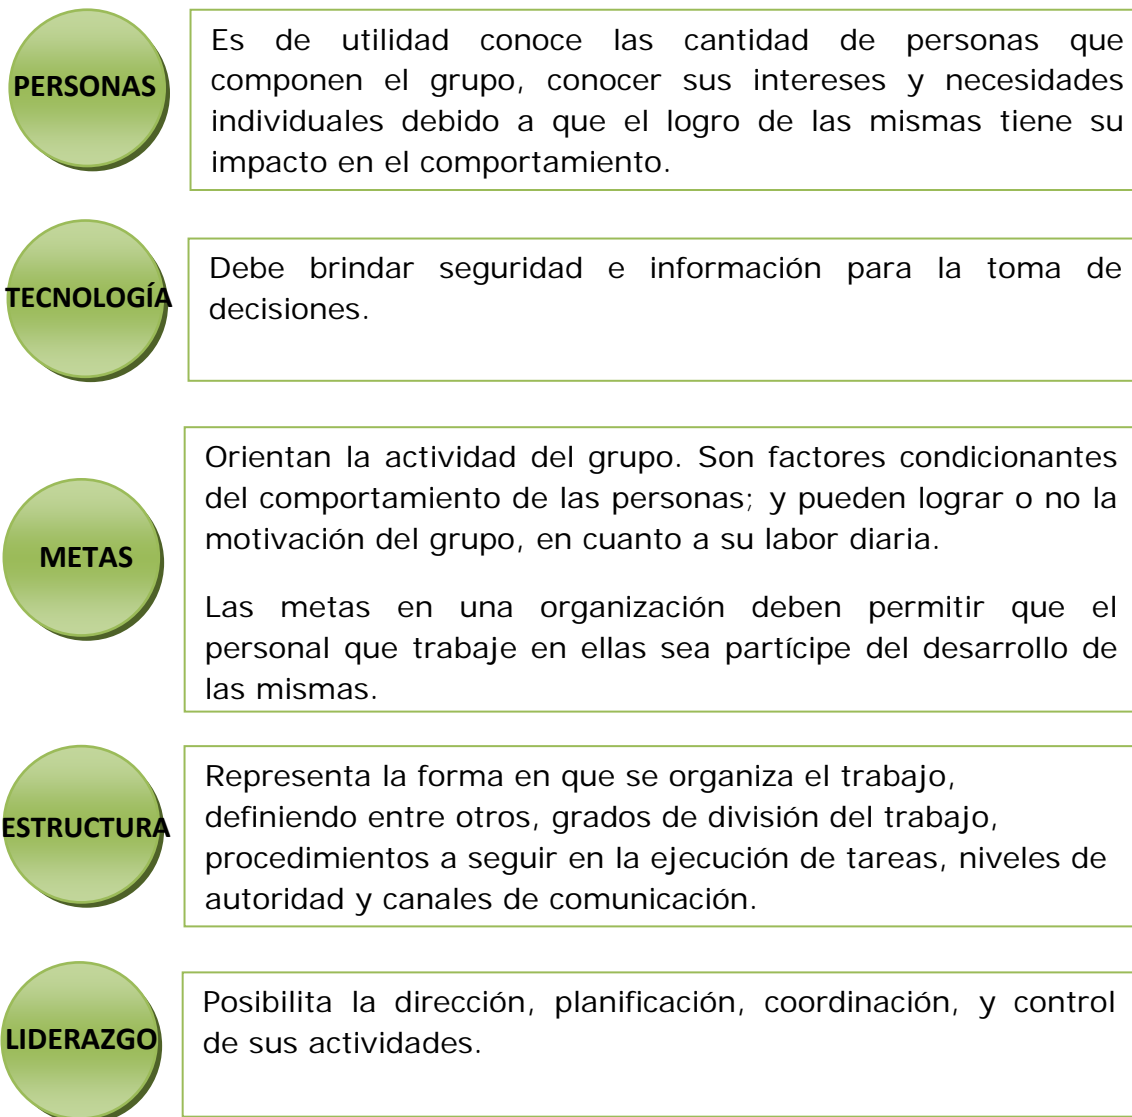 PERSONAS
Es de utilidad conoce las cantidad de personas que
componen el grupo, conocer sus intereses y necesidades
individuales debido a que el logro de las mismas tiene su
impacto en el comportamiento.
TECNOLOGÍA
Debe brindar seguridad e información para la toma de
decisiones.
METAS
Orientan la actividad del grupo. Son factores condicionantes
del comportamiento de las personas; y pueden lograr o no la
motivación del grupo, en cuanto a su labor diaria.
Las metas en una organización deben permitir que el
personal que trabaje en ellas sea partícipe del desarrollo de
las mismas.
ESTRUCTURA
Representa la forma en que se organiza el trabajo,
definiendo entre otros, grados de división del trabajo,
procedimientos a seguir en la ejecución de tareas, niveles de
autoridad y canales de comunicación.
LIDERAZGO
Posibilita la dirección, planificación, coordinación, y control
de sus actividades.